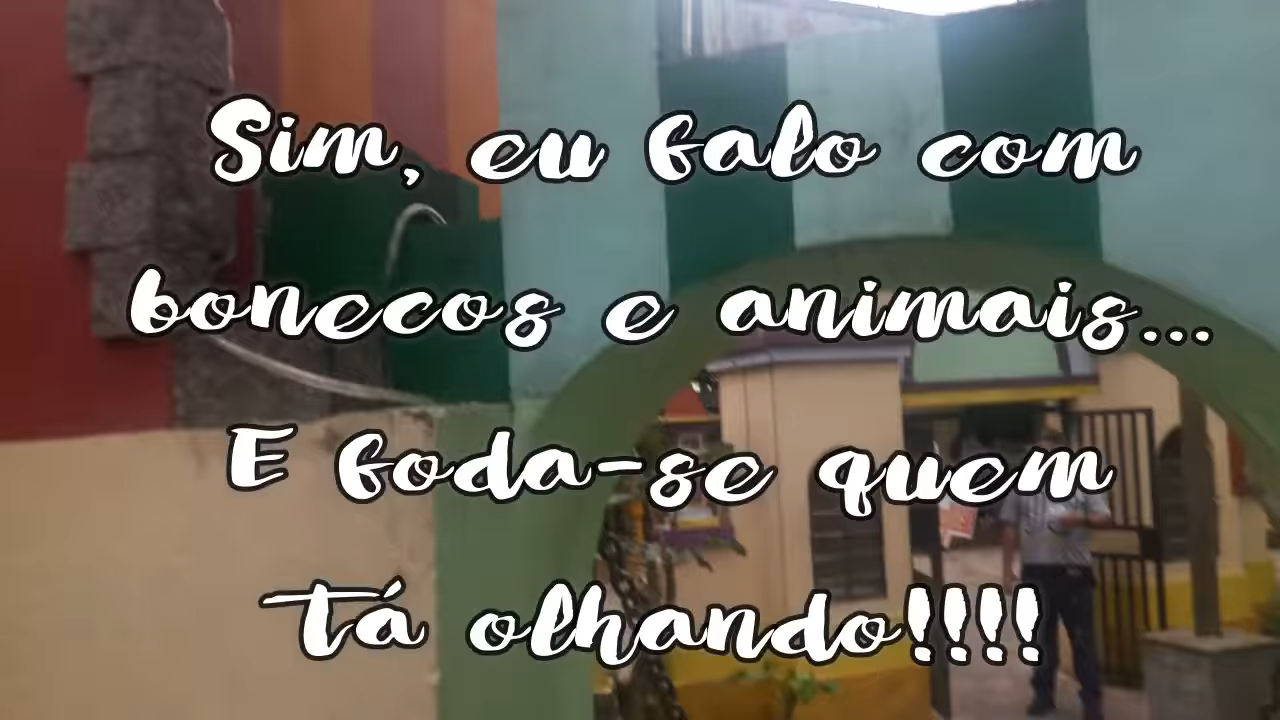 Sim, eu falo com
bonecos e animais...
E foda-se quem
tá olhando!!!!